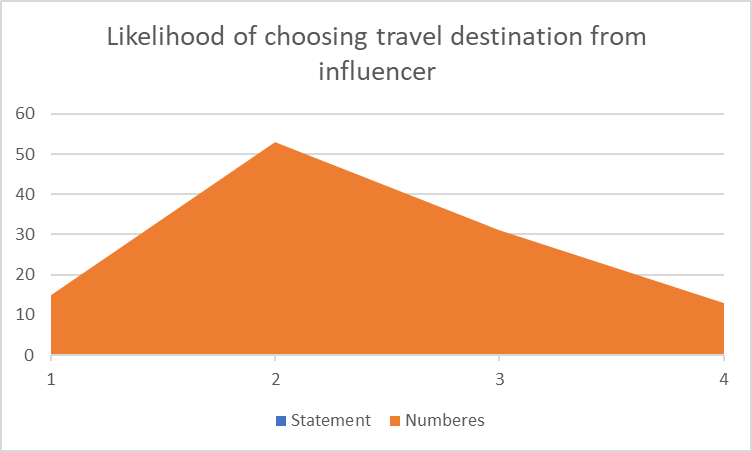 Likelihood of choosing travel destination from
influencer
60
50
40
30
20
10
0
1 2 3 4
Statement Numberes